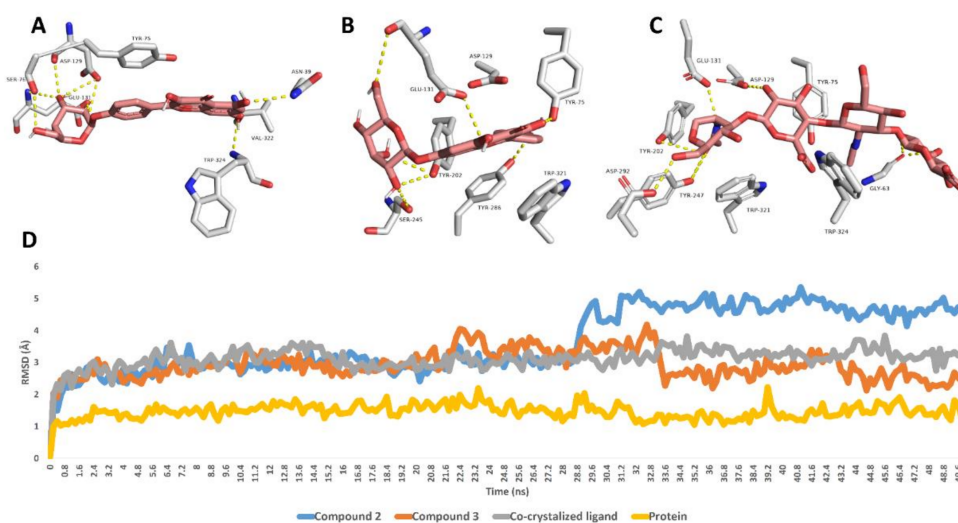 A
TYR-75
ASP-129
SER-76
GLU-131
ASN-39
VAL-322
TRP-324
B
ASP-129
GLU-131
TYR-75
TYR-202
TRP-321
SER-245
TYR-286
C
GLU-131
ASP-129
TYR-75
TYR-202
ASP-292
TYR-247
TRP-321
GLY-63
TRP-324
D
6
5
4
3
2
1
0
RMSD (Å)
0 0.8 1.6 2.4 3.2 4 4.8 5.6 6.4 7.2 8 8.8 9.6 10.4 11.2 12 12.8 13.6 14.4 15.2 16 16.8 17.6 18.4 19.2 20 20.8 21.6 22.4 23.2 24 24.8 25.6 26.4 27.2 28 28.8 29.6 30.4 31.2 32 32.8 33.6 34.4 35.2 36 36.8 37.6 38.4 39.2 40 40.8 41.6 42.4 43.2 44 44.8 45.6 46.4 47.2 48 48.8 49.6
Time (ns)
Compound 2 Compound 3 Co-crystalized ligand Protein